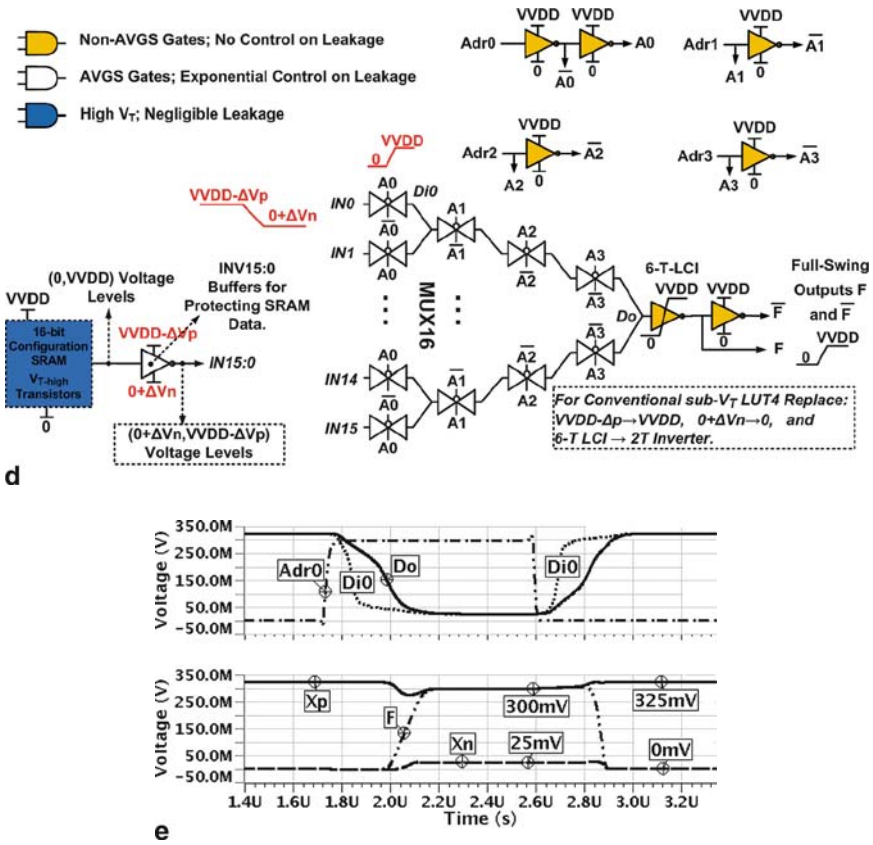 Non-AVGS Gates; No Control on Leakage
AVGS Gates; Exponential Control on Leakage
High VT; Negligible Leakage
VVDD VVDD
Adr0 A0
A0
0 0
VVDD
Adr1 A1
A1 0
VVDD
Adr2 A2
A2 0
VVDD
Adr3 A3
A3 0
VVDD
0
VVDD-ΔVp
0+ΔVn
IN0 A0 Di0
A0
IN1 A0
A1
A1
A2
A2
A3
A3
MUX16
IN14 A0
A0
IN15 A0
A1
A1
A2
A2
A3
A3
Do
6-T-LCI
VVDD
0
VVDD
0
F
F
Full-Swing
Outputs F
and F
VVDD
0
(0,VVDD) Voltage
Levels
INV15:0
Buffers for
Protecting SRAM
Data.
VVDD
16-bit
Configuration
SRAM
VT-high
Transistors
0
VVDD-ΔVp
0+ΔVn
IN15:0
(0+ΔVn,VVDD-ΔVp)
Voltage Levels
For Conventional sub-VT LUT4 Replace:
VVDD-Δp→VVDD, 0+ΔVn→0, and
6-T LCI → 2T Inverter.
d
350.0M
250.0M
150.0M
50.0M
-50.0M
Voltage (V)
Adr0
Di0
Do
Di0
350.0M
250.0M
150.0M
50.0M
-50.0M
Voltage (V)
Xp
F
Xn
300mV
25mV
325mV
0mV
1.4U 1.6U 1.8U 2.0U 2.2U 2.4U 2.6U 2.8U 3.0U 3.2U
Time (s)
e